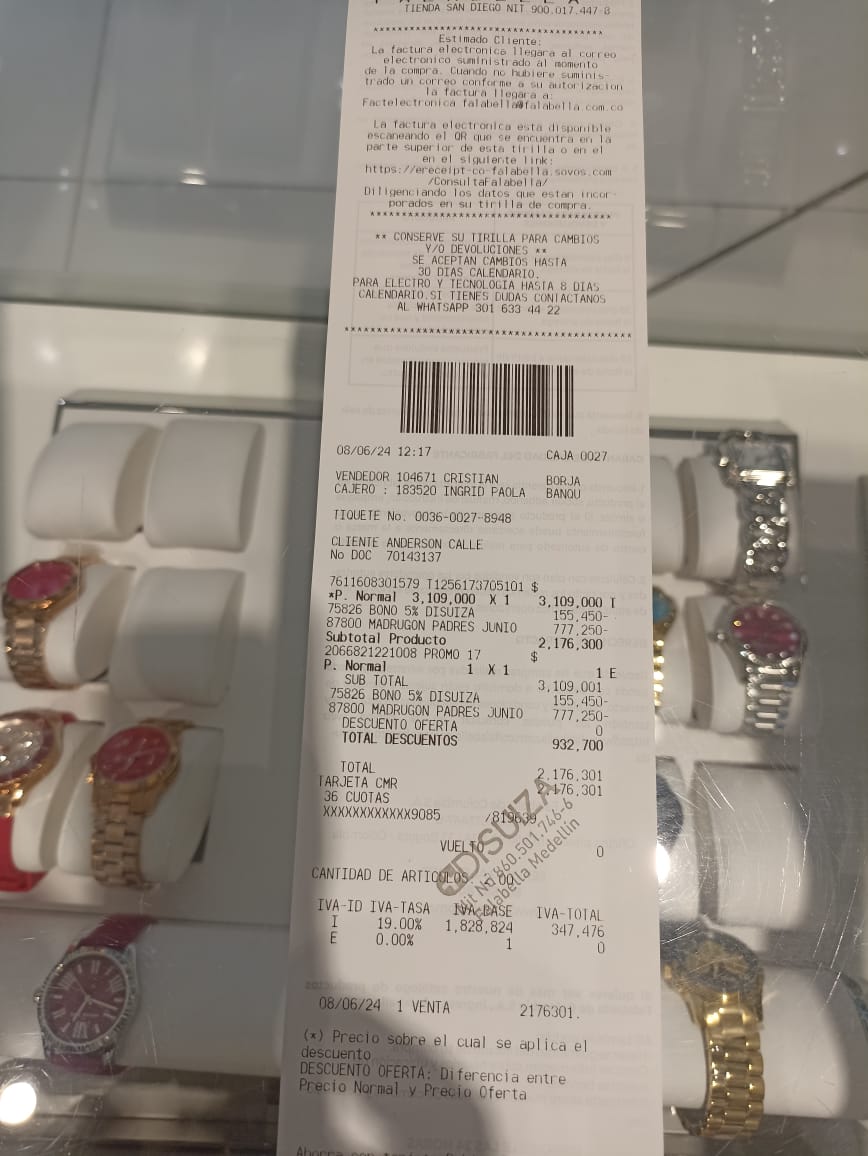 TIENDA SAN DIEGO NIT 900.017.447-8
***********************************
Estimado Cliente:
La factura electronica llegara al correo
electronico suministrado al momento
de la compra. Cuando no hubiere suminis-
trado un correo conforme a su autorizacion
la factura llegara a:
Factelectronica falabella@falabella.com.co
La factura electronica esta disponible
escaneando el QR que se encuentra en la
parte superior de esta tirilla o en el
en el siguiente link:
https://ereceipt-co-falabella.sovos.com
/ConsultaFalabella/
Diligenciando los datos que estan incor-
porados en su tirilla de compra.
***********************************
** CONSERVE SU TIRILLA PARA CAMBIOS
Y/O DEVOLUCIONES **
SE ACEPTAN CAMBIOS HASTA
30 DIAS CALENDARIO.
PARA ELECTRO Y TECNOLOGIA HASTA 8 DIAS
CALENDARIO.SI TIENES DUDAS CONTACTANOS
AL WHATSAPP 301 633 44 22
******************************************
08/06/24 12:17 CAJA 0027
VENDEDOR 104671 CRISTIAN BORJA
CAJERO : 183520 INGRID PAOLA BANQU
TIQUETE No. 0036-0027-8948
CLIENTE ANDERSON CALLE
No DOC 70143137
7611608301579 T1256173705101 $
*P. Normal 3,109,000 X 1 3,109,000 I
75826 BONO 5% DISUIZA 155,450-
87800 MADRUGON PADRES JUNIO 777,250-
Subtotal Producto 2,176,300
2066821221008 PROMO 17 $
P. Normal 1 X 1 1 E
SUB TOTAL 3,109,001
75826 BONO 5% DISUIZA 155,450-
87800 MADRUGON PADRES JUNIO 777,250-
DESCUENTO OFERTA 0
TOTAL DESCUENTOS 932,700
TOTAL 2,176,301
TARJETA CMR 2,176,301
36 CUOTAS
XXXXXXXXXXXX9085 /819639
VUELTO 0
CANTIDAD DE ARTICULOS
DISUIZA
Nit No.860.501.746-6
Falabella Medellín
IVA-ID IVA-TASA IVA-BASE IVA-TOTAL
I 19.00% 1,828,824 347,476
E 0.00% 1 0
08/06/24 1 VENTA 2176301.
(*) Precio sobre el cual se aplica el
descuento
DESCUENTO OFERTA: Diferencia entre
Precio Normal y Precio Oferta